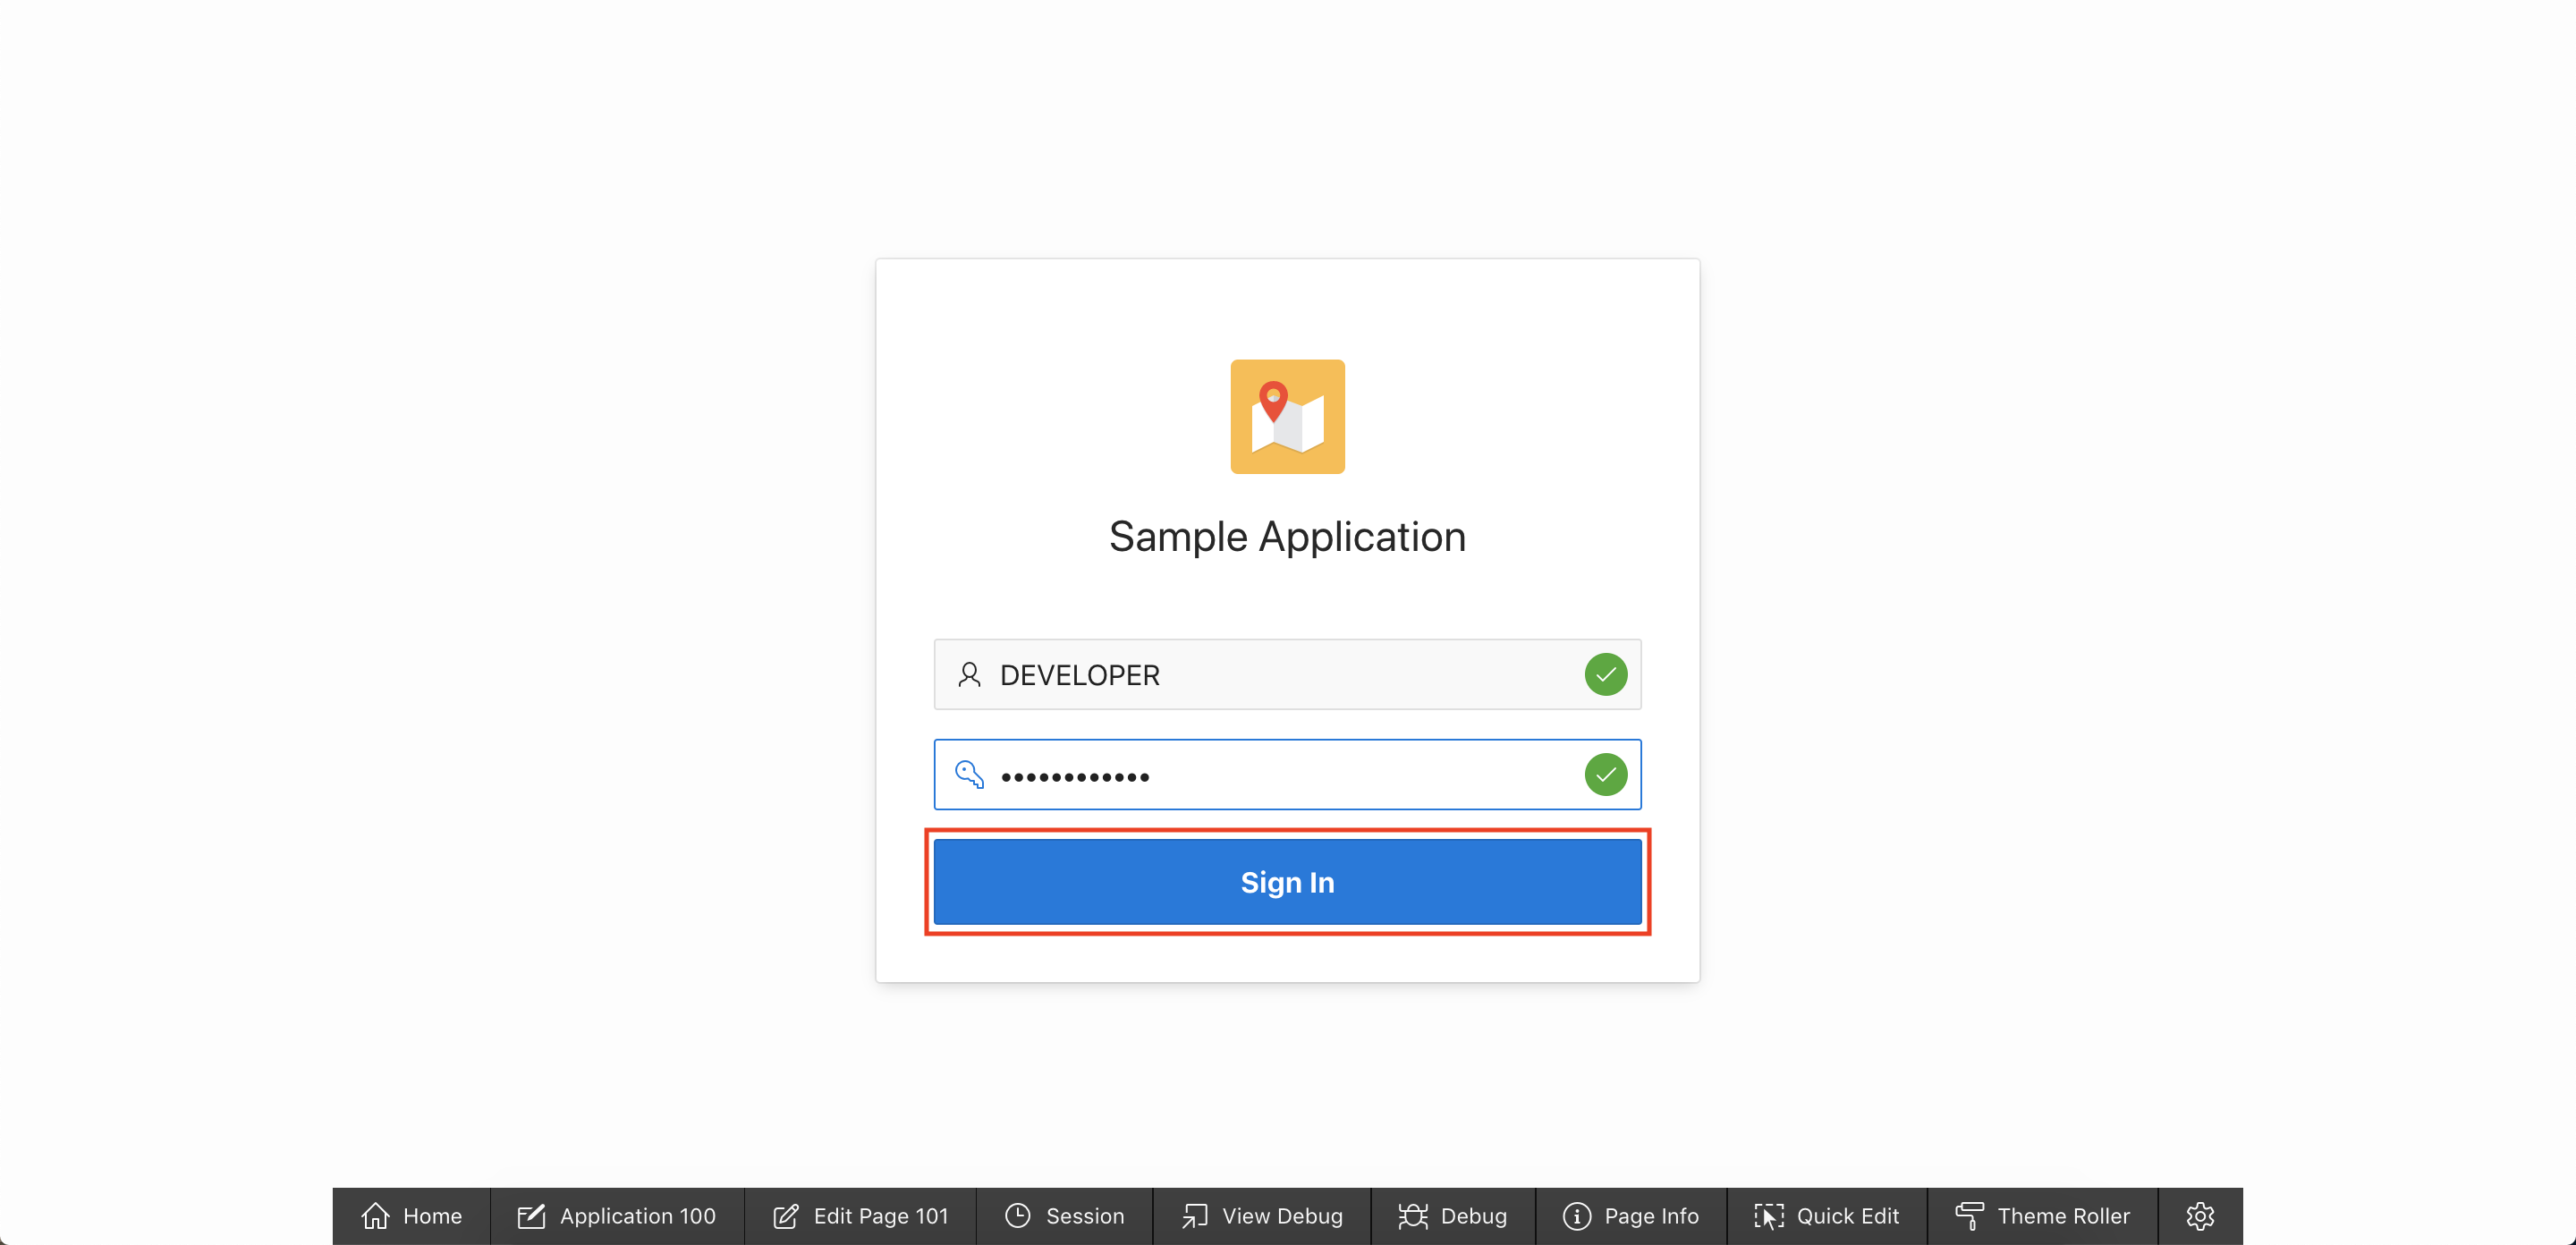 Sample Application
DEVELOPER
••••••••••••
Sign In
Home Application 100 Edit Page 101 Session View Debug Debug Page Info Quick Edit Theme Roller